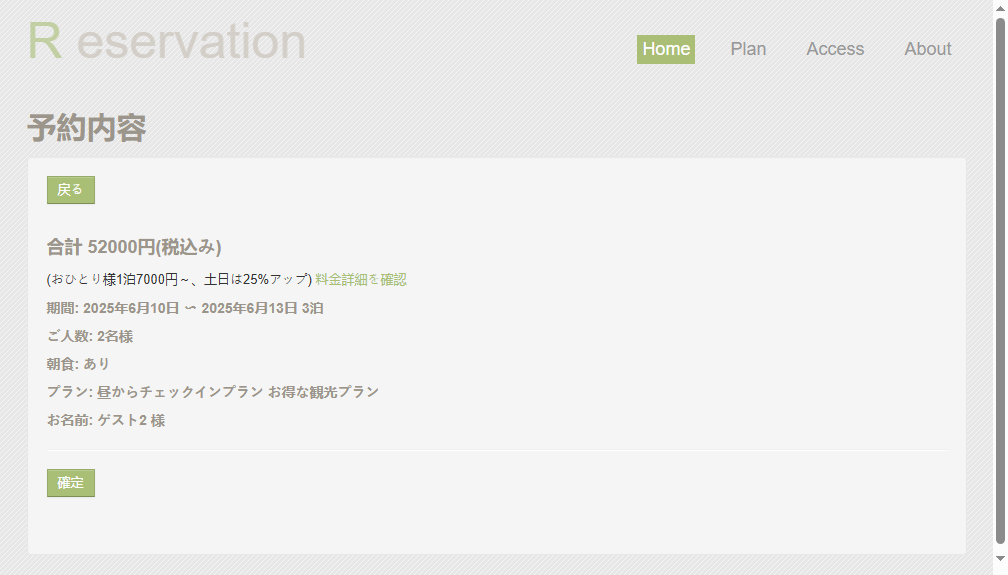 R eservation
Home Plan Access About
予約内容
戻る
合計 52000円(税込み)
(おひとり様1泊7000円～、土日は25%アップ) 料金詳細を確認
期間: 2025年6月10日 〜 2025年6月13日 3泊
ご人数: 2名様
朝食: あり
プラン: 昼からチェックインプラン お得な観光プラン
お名前: ゲスト2 様
確定